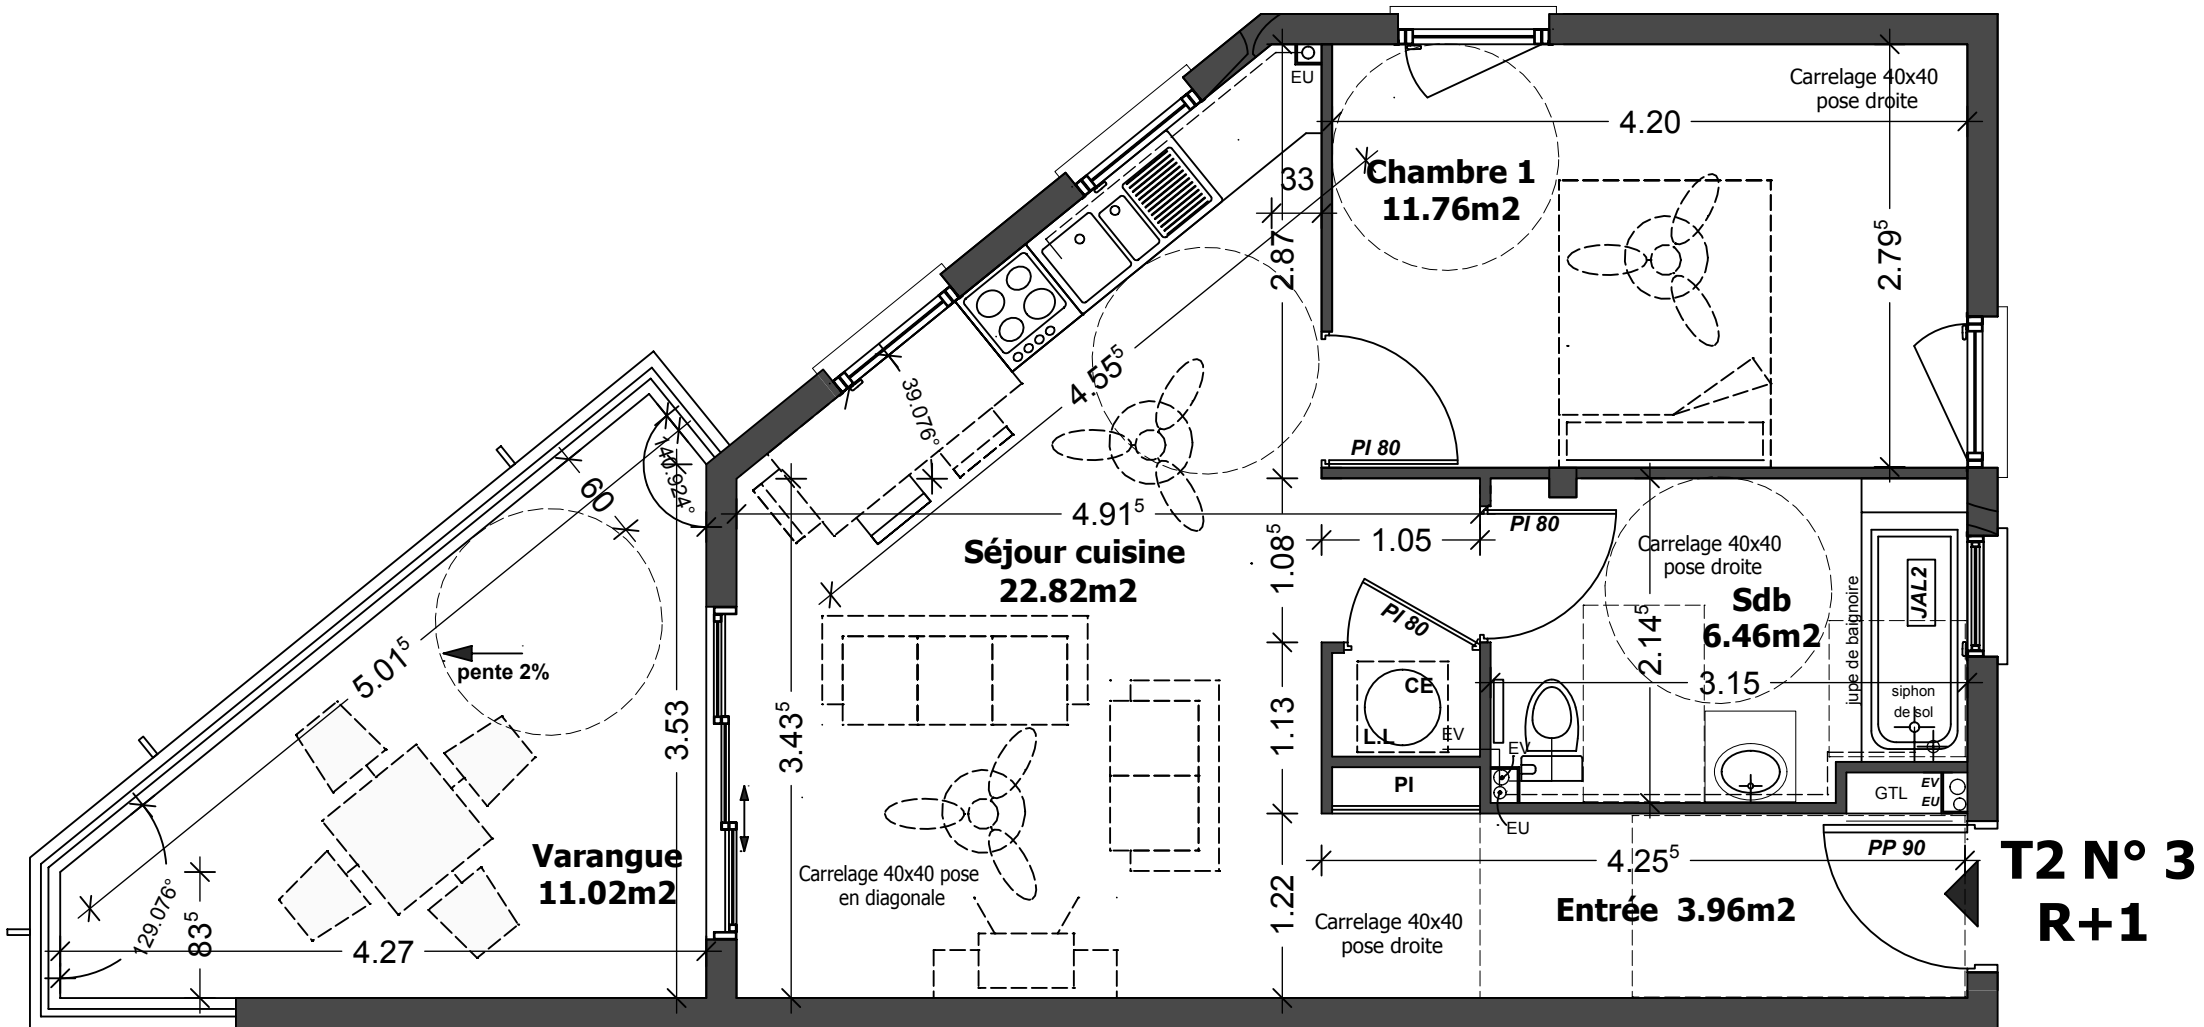 EU
Carrelage 40x40
pose droite
4.20
Chambre 1
11.76m2
33
2.87
2.79⁵
4.55⁵
39.076°
PI 80
60
140.924°
4.91⁵
Séjour cuisine
22.82m2
1.08⁵
1.05
PI 80
PI 80
Carrelage 40x40
pose droite
Sdb
6.46m2
2.14⁵
3.15
jupe de baignoire
JAL2
siphon
de sol
5.01⁵
pente 2%
3.53
3.43⁵
1.13
CE
L.L
EV
EV
PI
EU
GTL
EV
EU
Varangue
11.02m2
129.076°
83⁵
4.27
Carrelage 40x40 pose
en diagonale
1.22
4.25⁵
PP 90
Carrelage 40x40
pose droite
Entrée 3.96m2
T2 N° 3
R+1